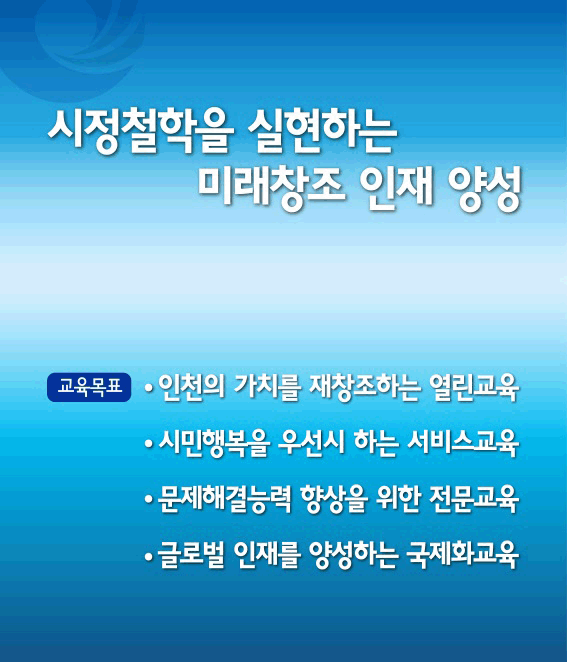 시정철학을 실현하는
미래창조 인재 양성
교육목표 • 인천의 가치를 재창조하는 열린교육
• 시민행복을 우선시 하는 서비스교육
• 문제해결능력 향상을 위한 전문교육
• 글로벌 인재를 양성하는 국제화교육